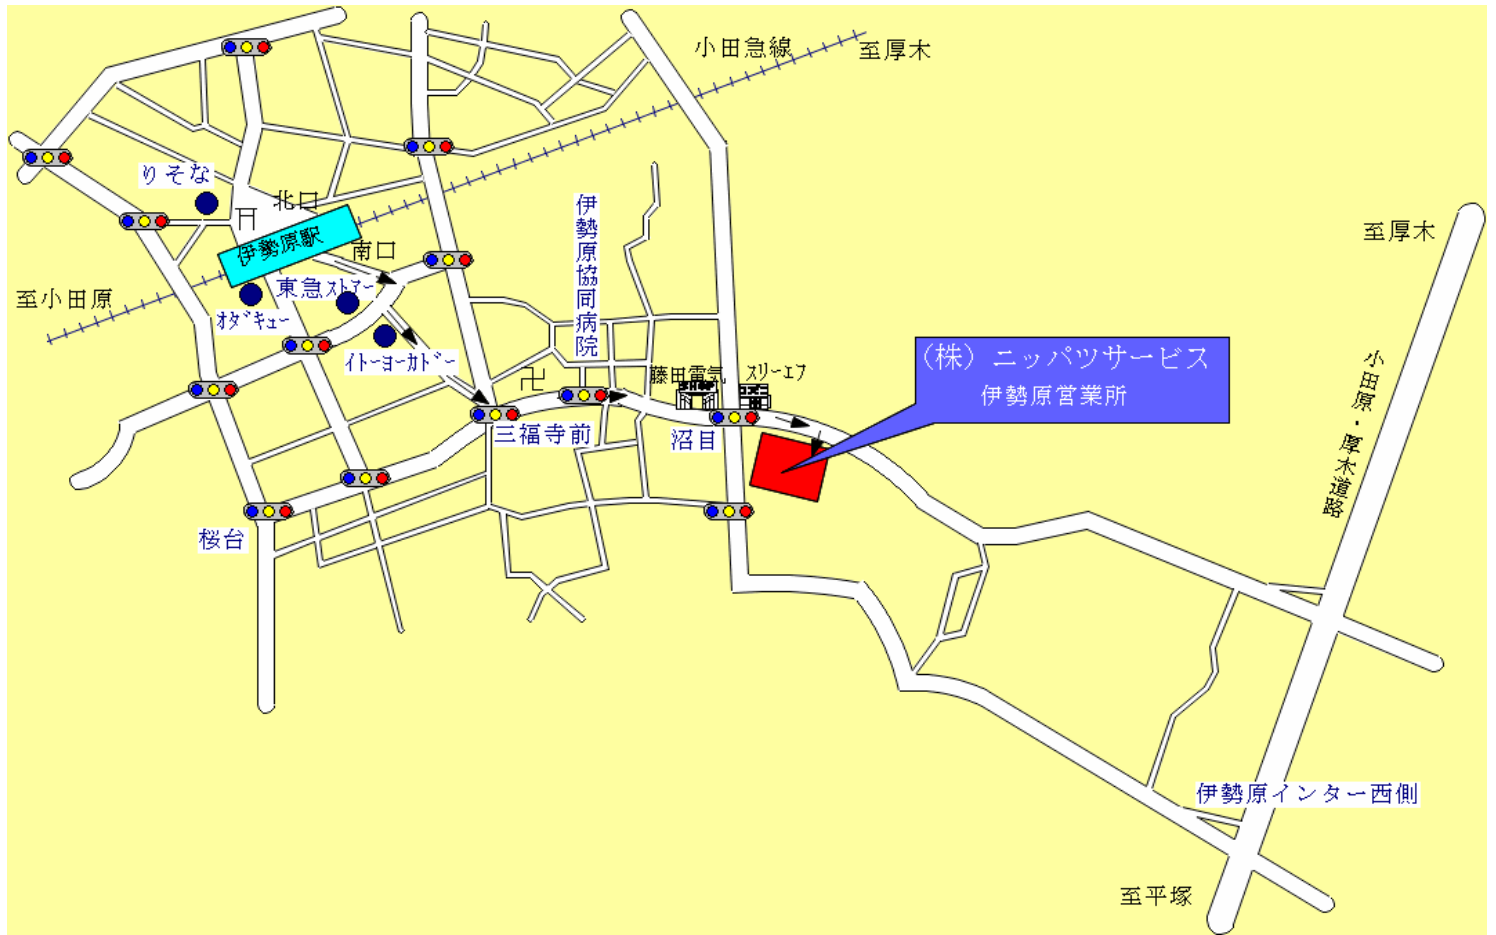 小田急線
至厚木
りそな
北口
伊勢原駅
南口
至小田原
東急ｽﾄｱｰ
ｵﾀﾞｷｭｰ
ｲﾄｰﾖｰｶﾄﾞｰ
伊勢原協同病院
至厚木
(株) ニッパツサービス
伊勢原営業所
藤田電気
ｽﾘｰｴﾌ
卍
三福寺前
沼目
小田原・厚木道路
桜台
伊勢原インター西側
至平塚